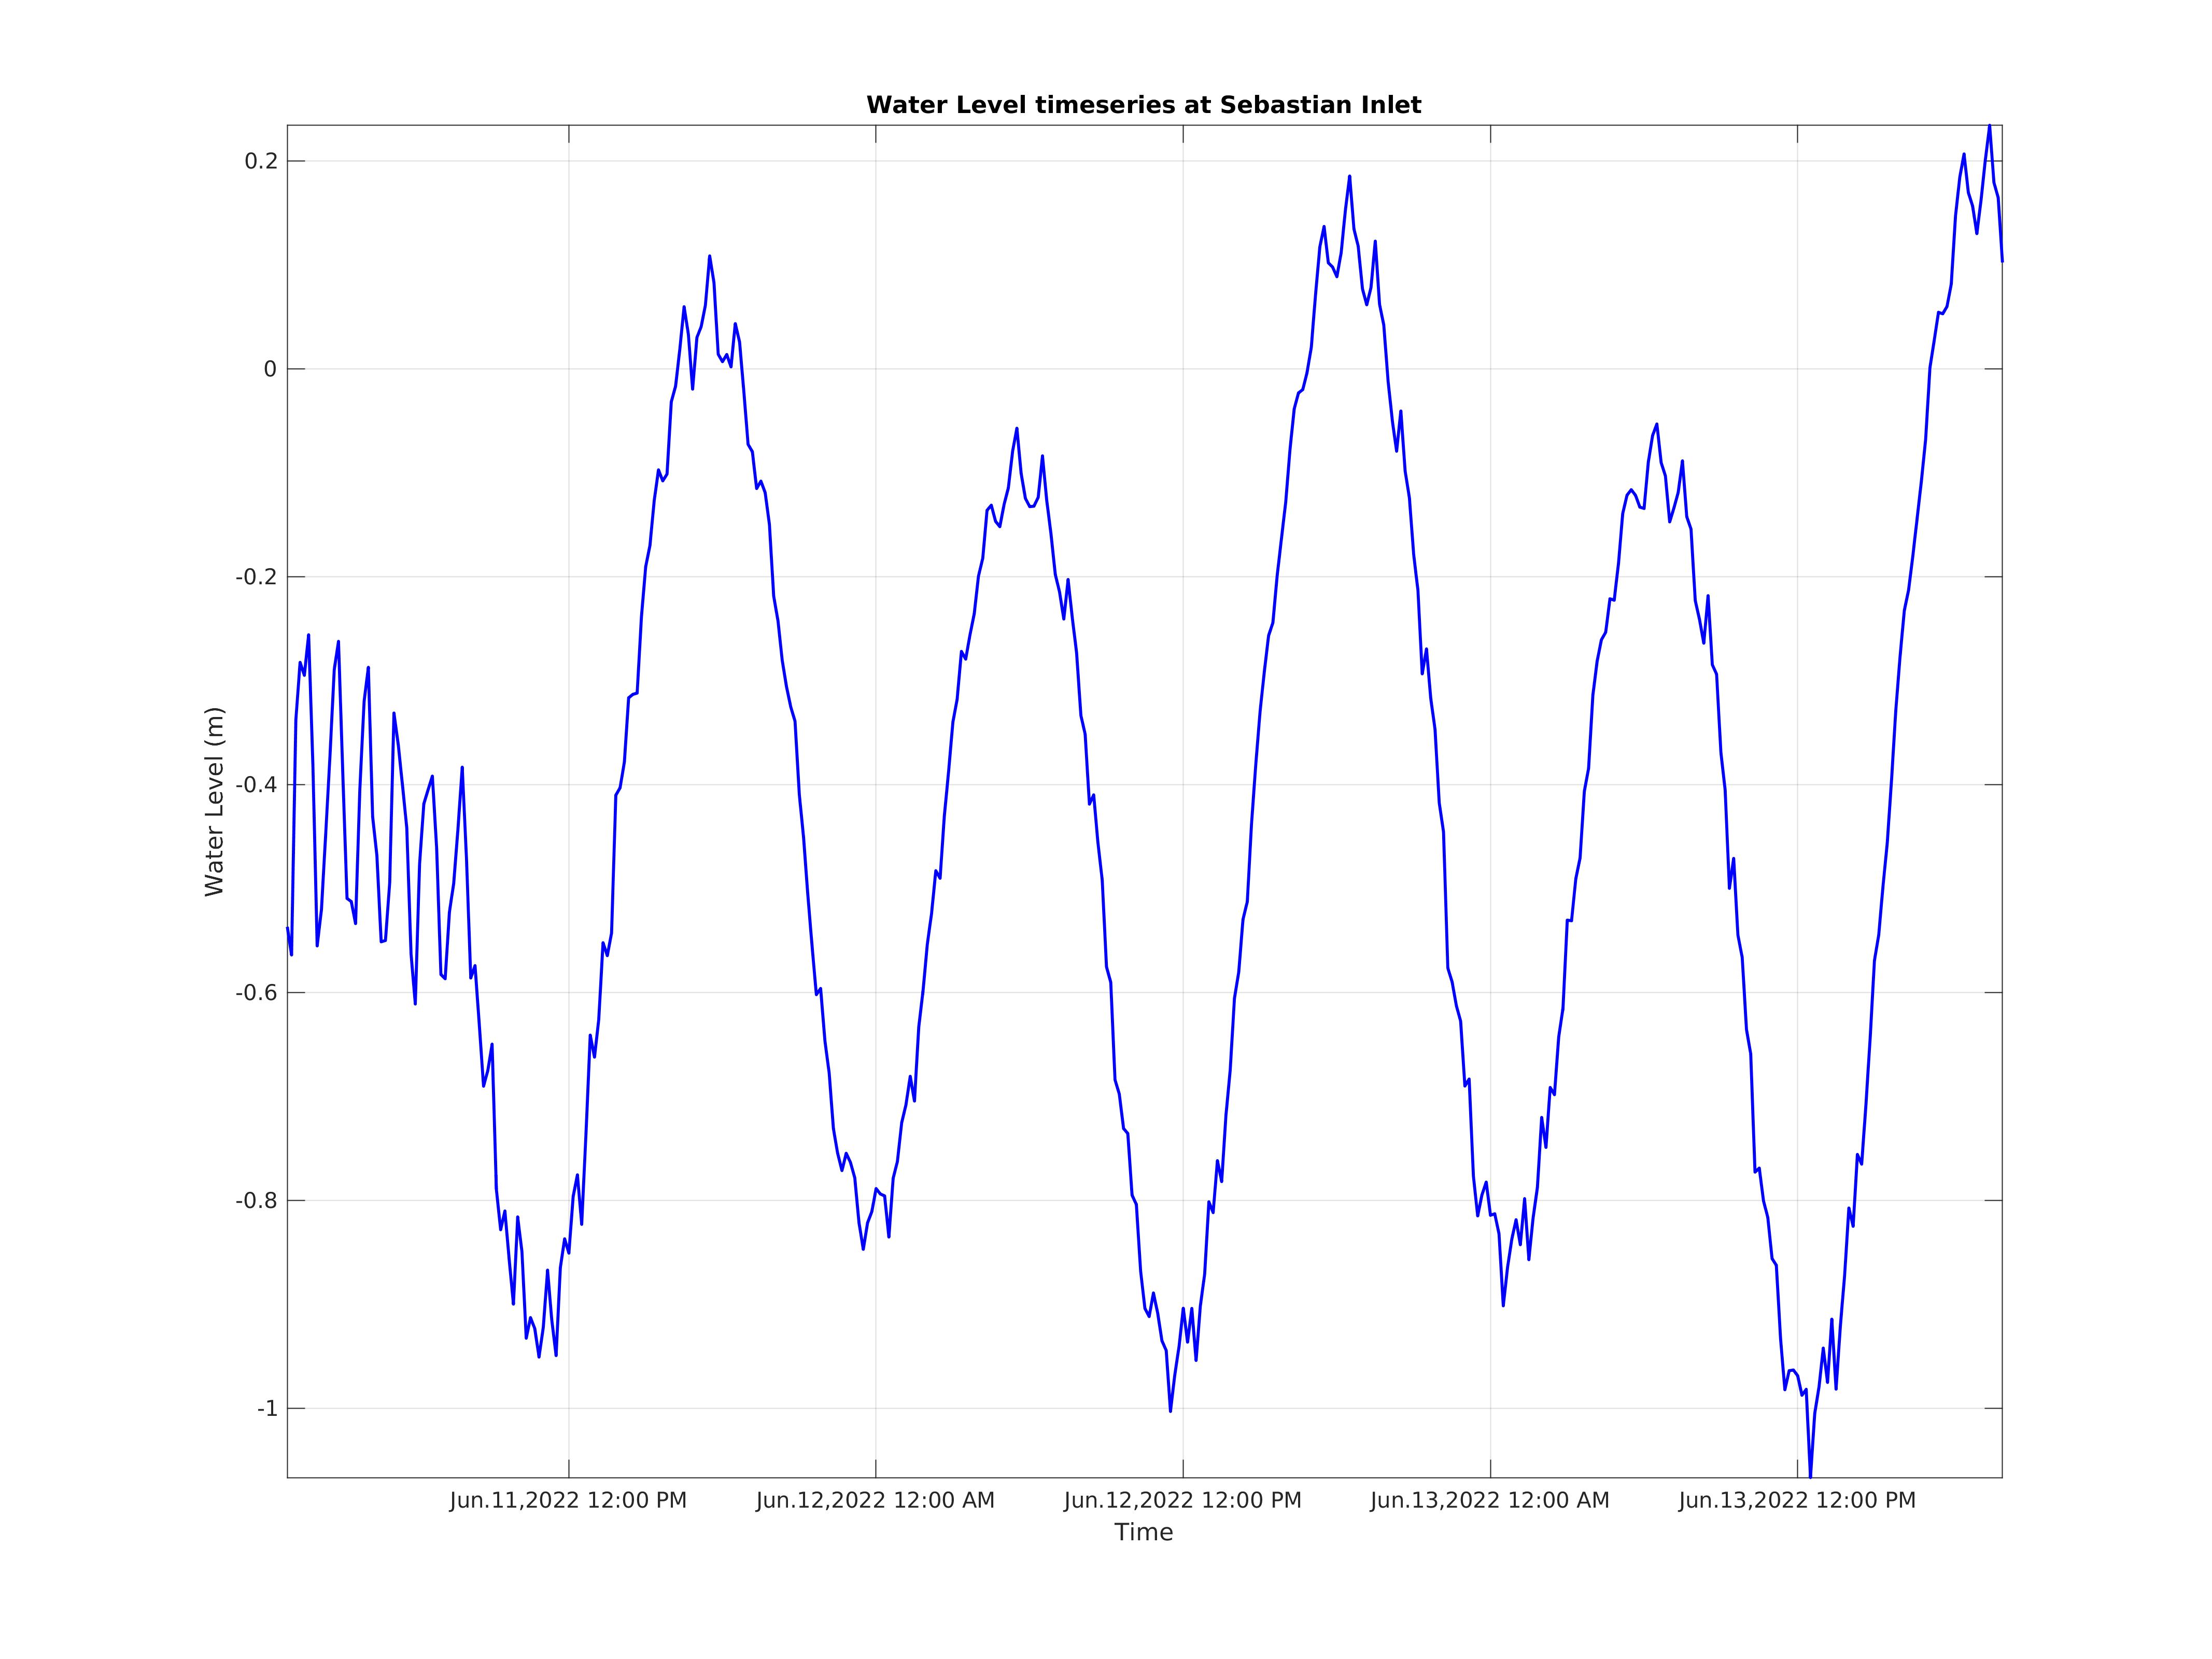 Water Level timeseries at Sebastian Inlet
0.2
0
-0.2
-0.4
-0.6
-0.8
-1
Water Level (m)
Jun.11,2022 12:00 PM
Jun.12,2022 12:00 AM
Jun.12,2022 12:00 PM
Jun.13,2022 12:00 AM
Jun.13,2022 12:00 PM
Time